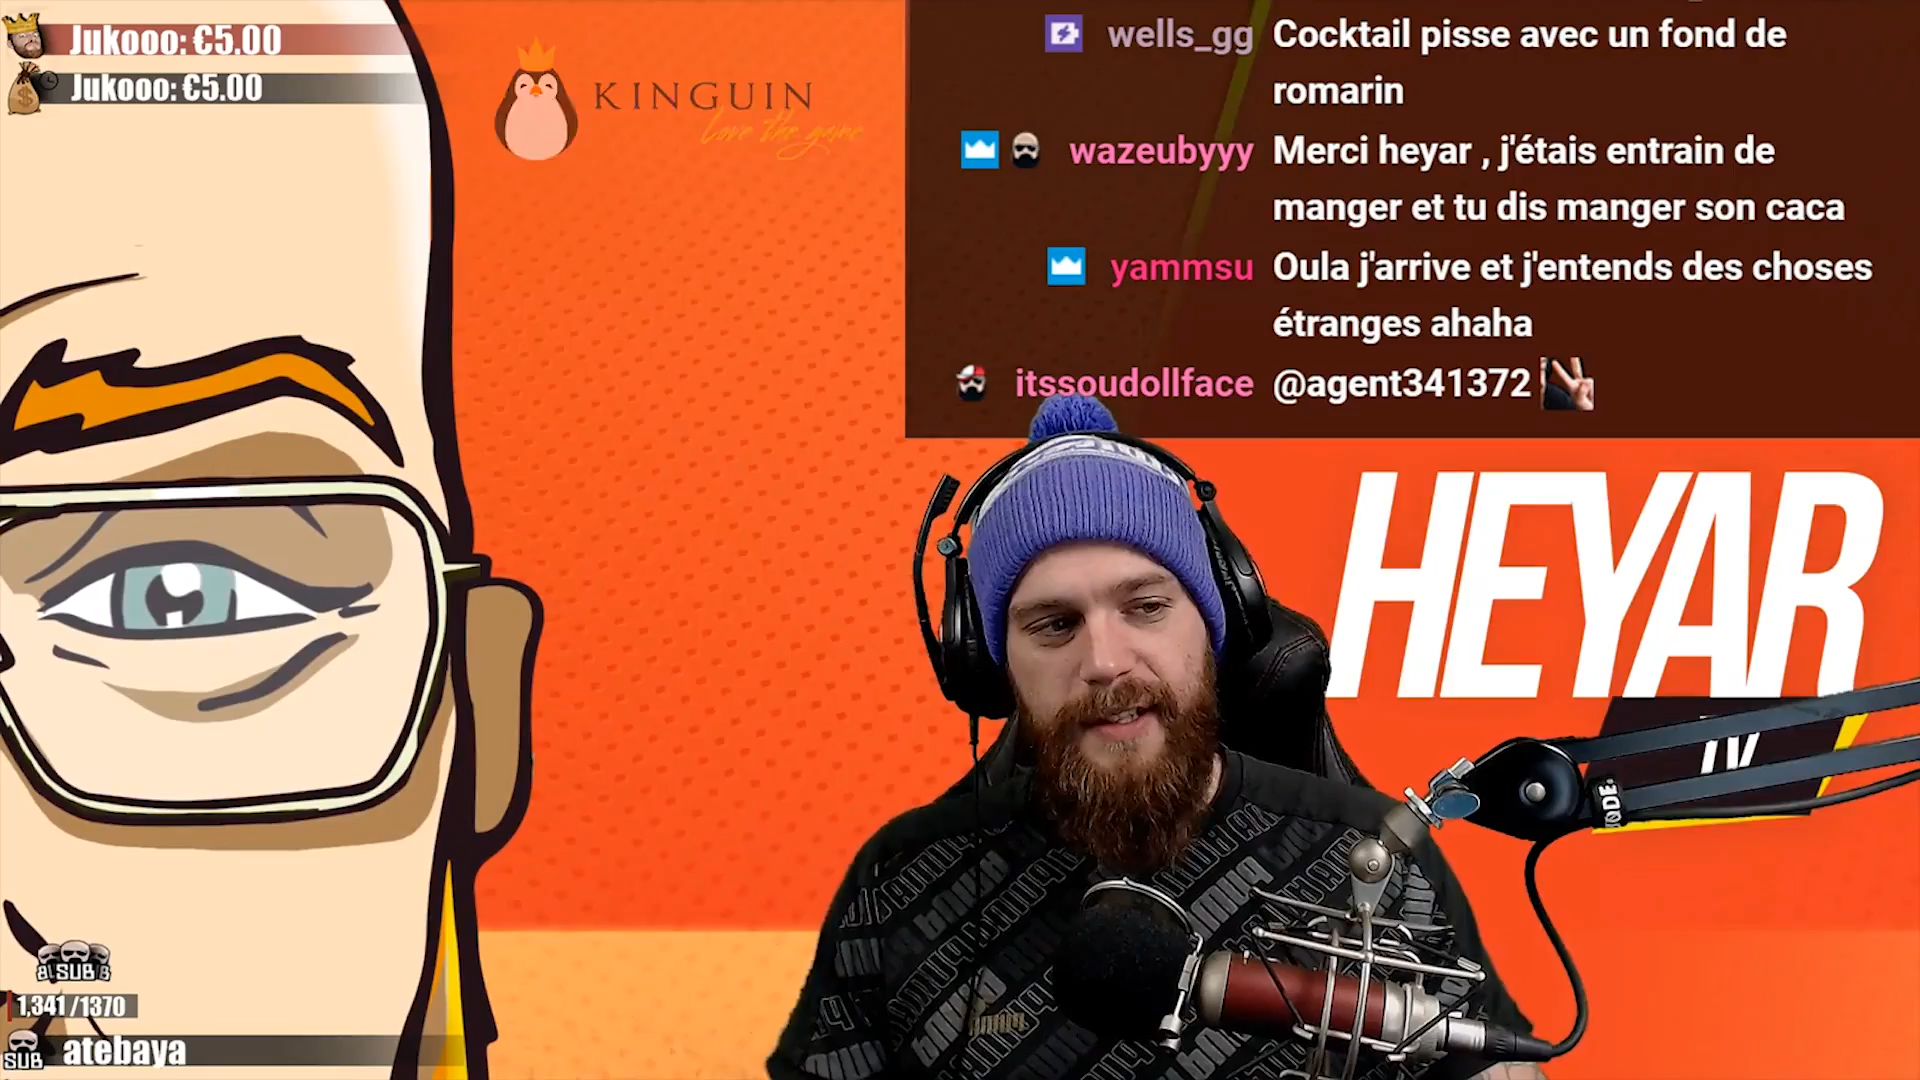 Jukooo: €5.00
Jukooo: €5.00
KINGUIN
love the game
wells_gg Cocktail pisse avec un fond de
romarin
wazeubyyy Merci heyar , j'étais entrain de
manger et tu dis manger son caca
yammsu Oula j'arrive et j'entends des choses
étranges ahaha
itssoudollface @agent341372
HEYAR
TV
SUB
1,341/1370
SUB
atebaya